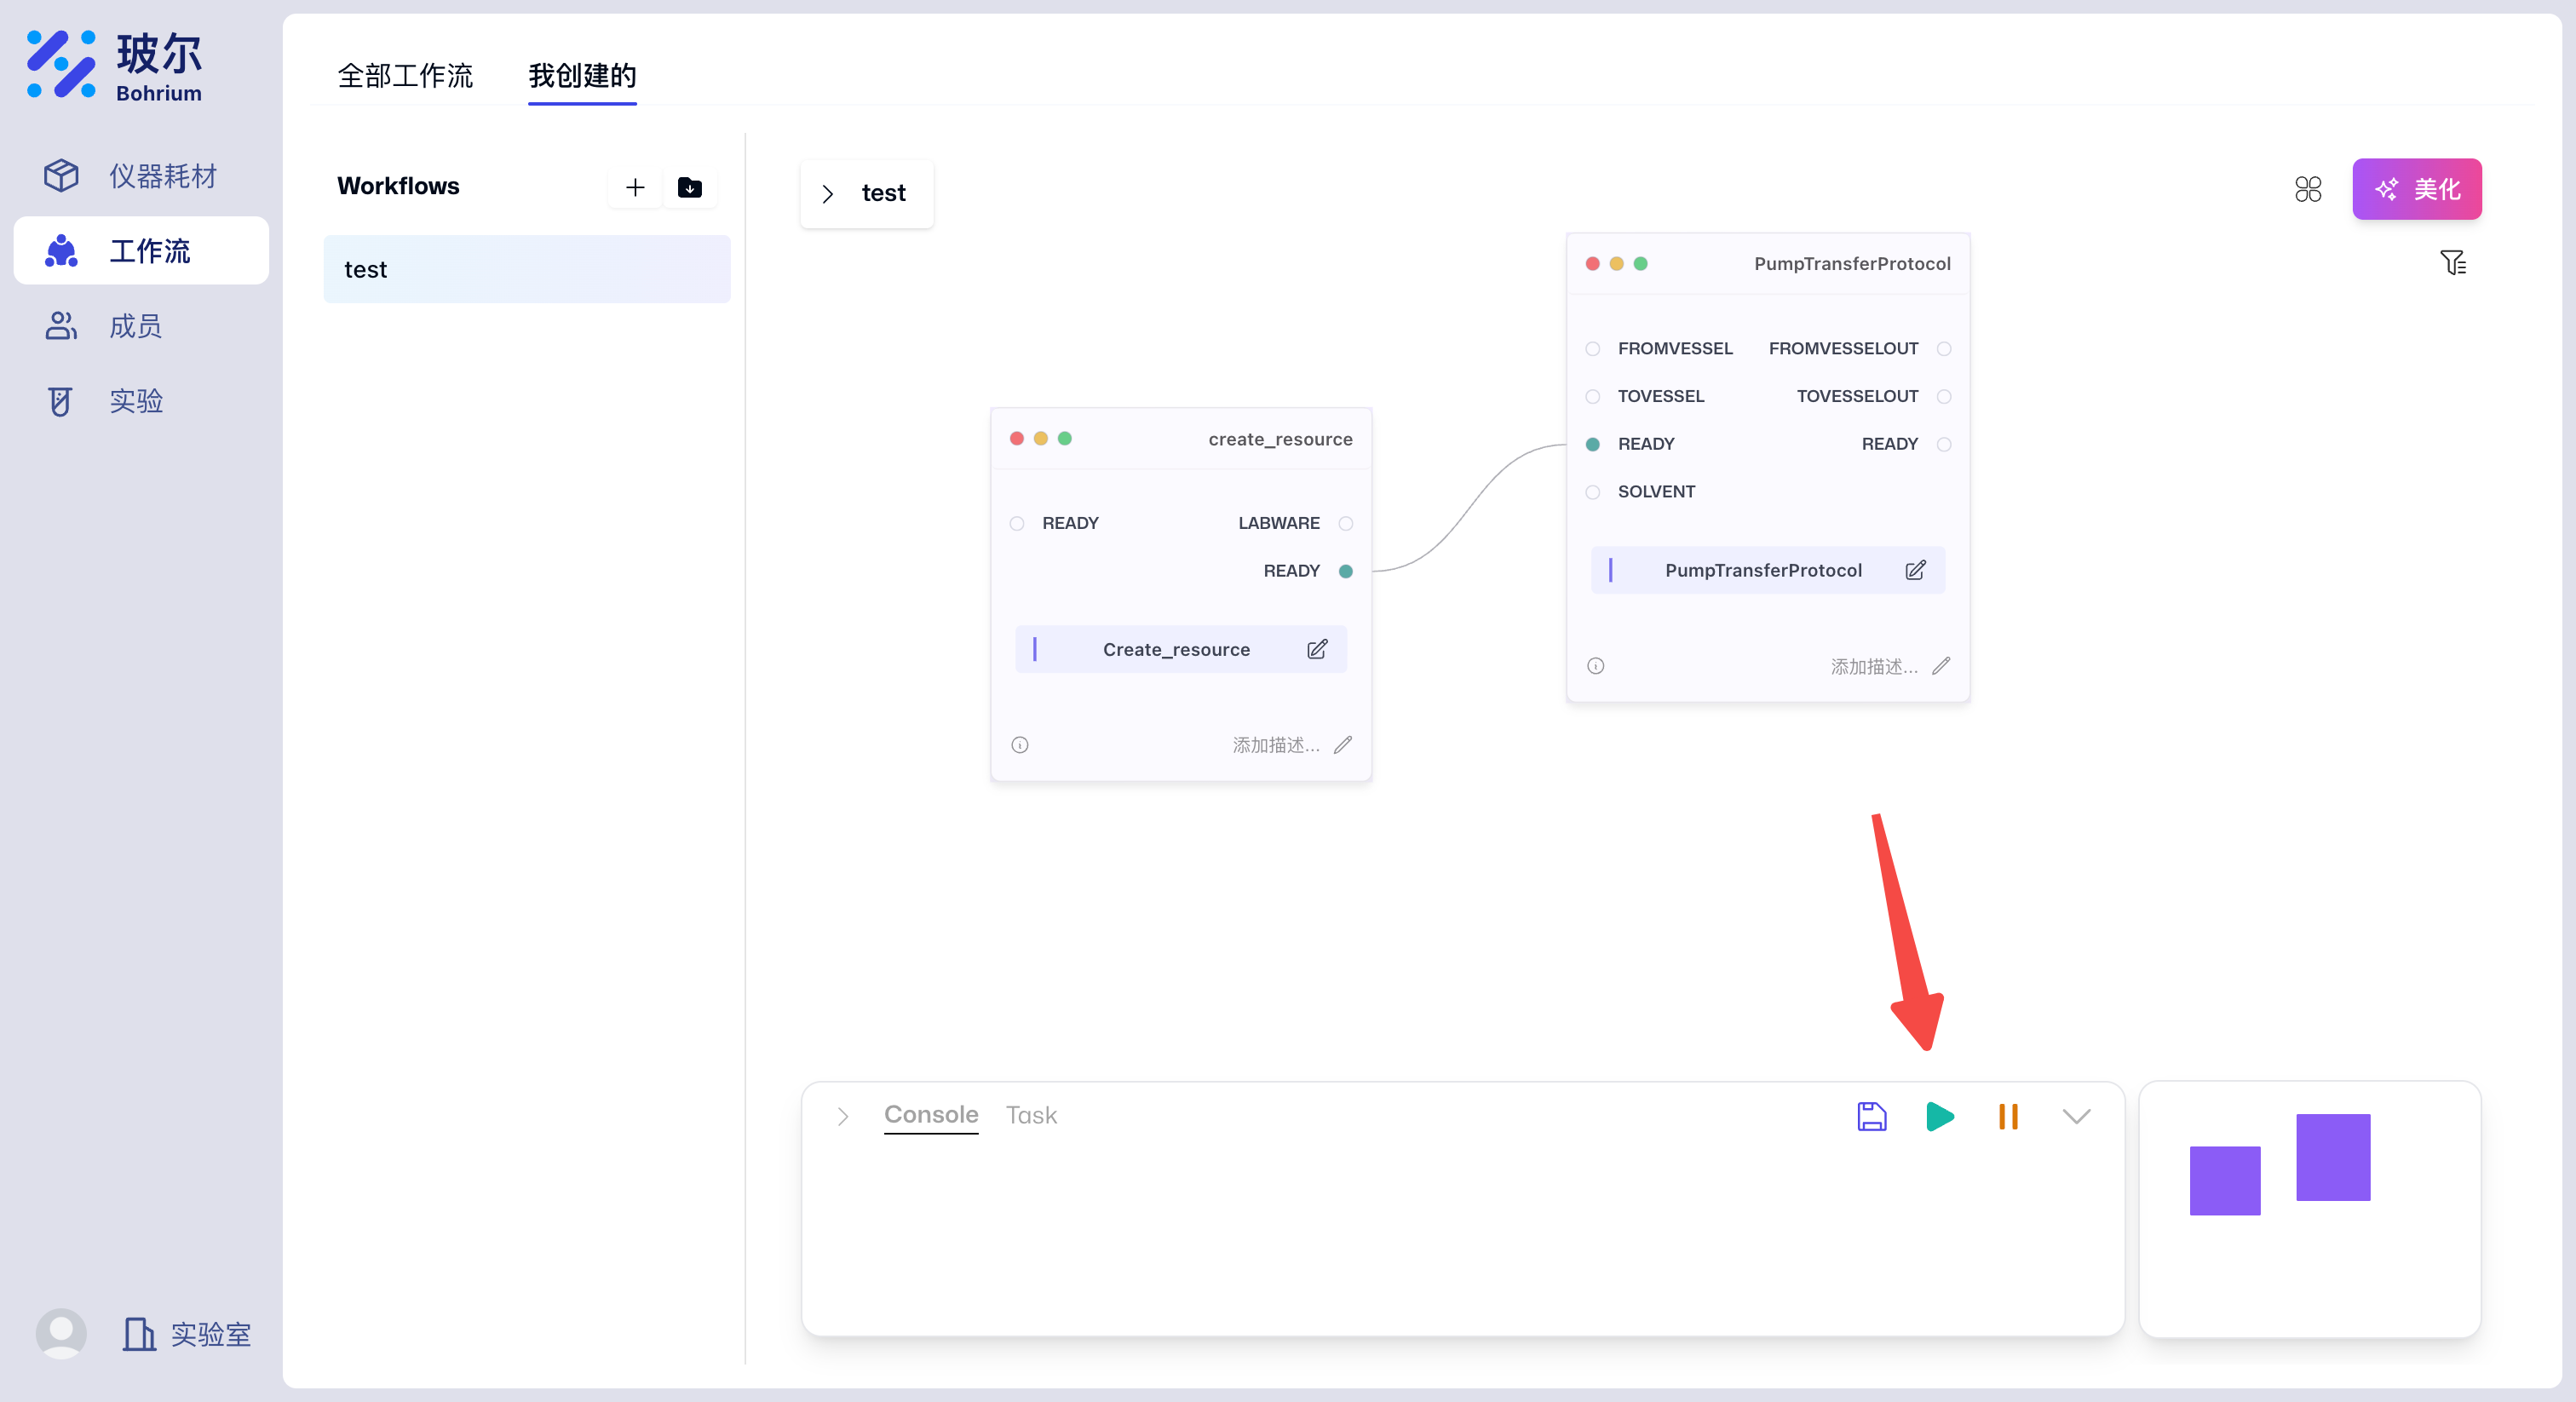 玻尔
Bohrium
仪器耗材
工作流
成员
实验
实验室
全部工作流
我创建的
Workflows
test
test
美化
create_resource
READY
LABWARE
READY
Create_resource
添加描述...
PumpTransferProtocol
FROMVESSEL
FROMVESSELOUT
TOVESSEL
TOVESSELOUT
READY
READY
SOLVENT
PumpTransferProtocol
添加描述...
Console
Task